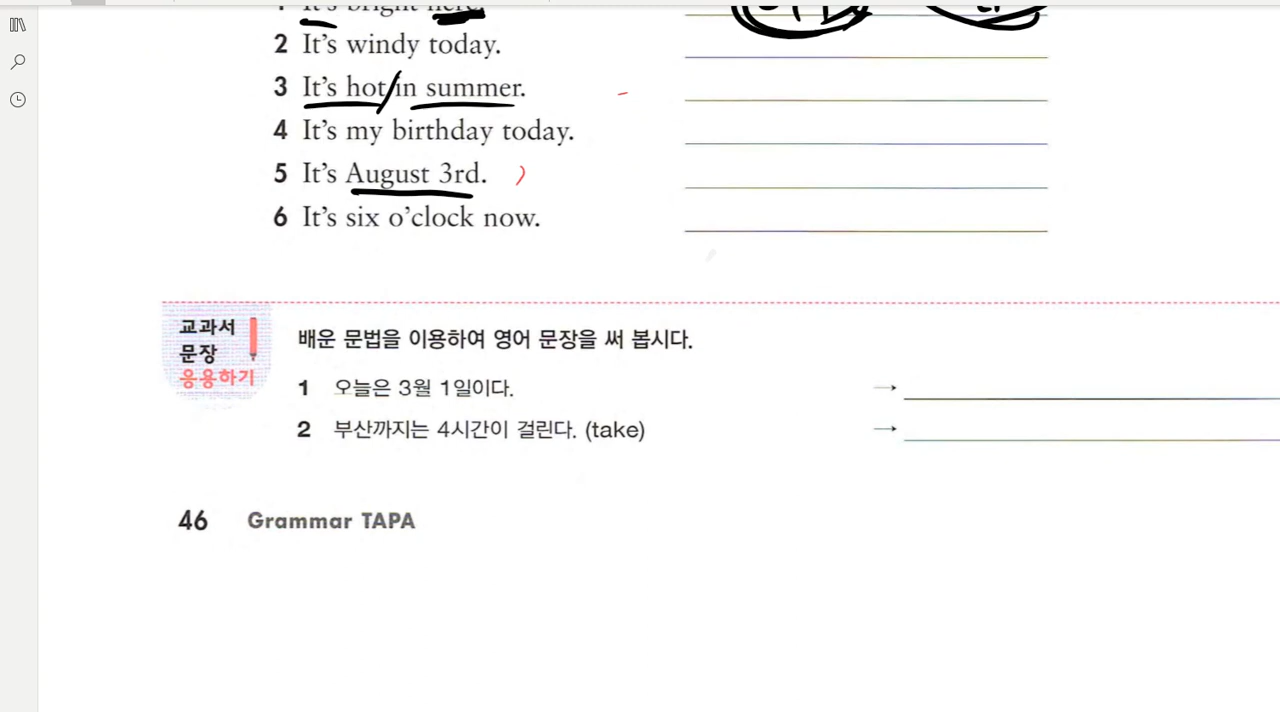 1 It's bright here.
2 It's windy today.
3 It's hot in summer.
4 It's my birthday today.
5 It's August 3rd.
6 It's six o'clock now.
교과서
문장
응용하기
배운 문법을 이용하여 영어 문장을 써 봅시다.
1 오늘은 3월 1일이다. →
2 부산까지는 4시간이 걸린다. (take) →
46 Grammar TAPA